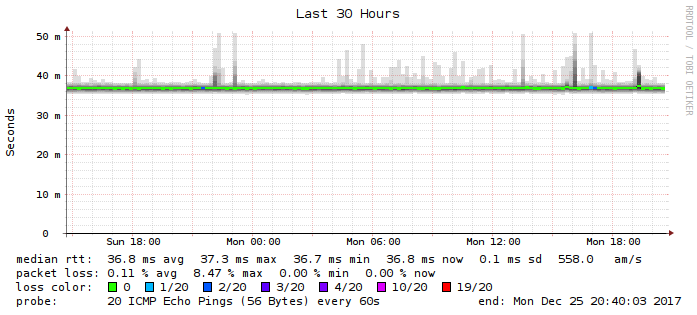 Last 30 Hours
RRDTOOL / TOBI OETIKER
Seconds
50 m
40 m
30 m
20 m
10 m
0
Sun 18:00 Mon 00:00 Mon 06:00 Mon 12:00 Mon 18:00
median rtt: 36.8 ms avg 37.3 ms max 36.7 ms min 36.8 ms now 0.1 ms sd 558.0 am/s
packet loss: 0.11 % avg 8.47 % max 0.00 % min 0.00 % now
loss color: 0 1/20 2/20 3/20 4/20 10/20 19/20
probe: 20 ICMP Echo Pings (56 Bytes) every 60s end: Mon Dec 25 20:40:03 2017